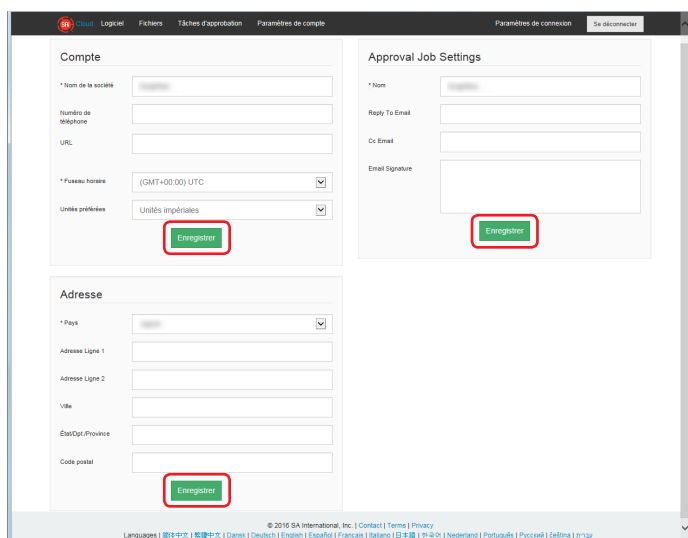 SAi Cloud Logiciel Fichiers Tâches d'approbation Paramètres de compte Paramètres de connexion Se déconnecter
Compte
* Nom de la société
Numéro de
téléphone
URL
* Fuseau horaire (GMT+00:00) UTC
Unités préférées Unités impériales
Enregistrer
Approval Job Settings
* Nom
Reply To Email
Cc Email
Email Signature
Enregistrer
Adresse
* Pays
Adresse Ligne 1
Adresse Ligne 2
Ville
État/Dpt./Province
Code postal
Enregistrer
© 2016 SA International, Inc. | Contact | Terms | Privacy
Languages | 简体中文 | 繁體中文 | Dansk | Deutsch | English | Español | Français | Italiano | 日本語 | 한국어 | Nederland | Português | Русский | čeština | עברית